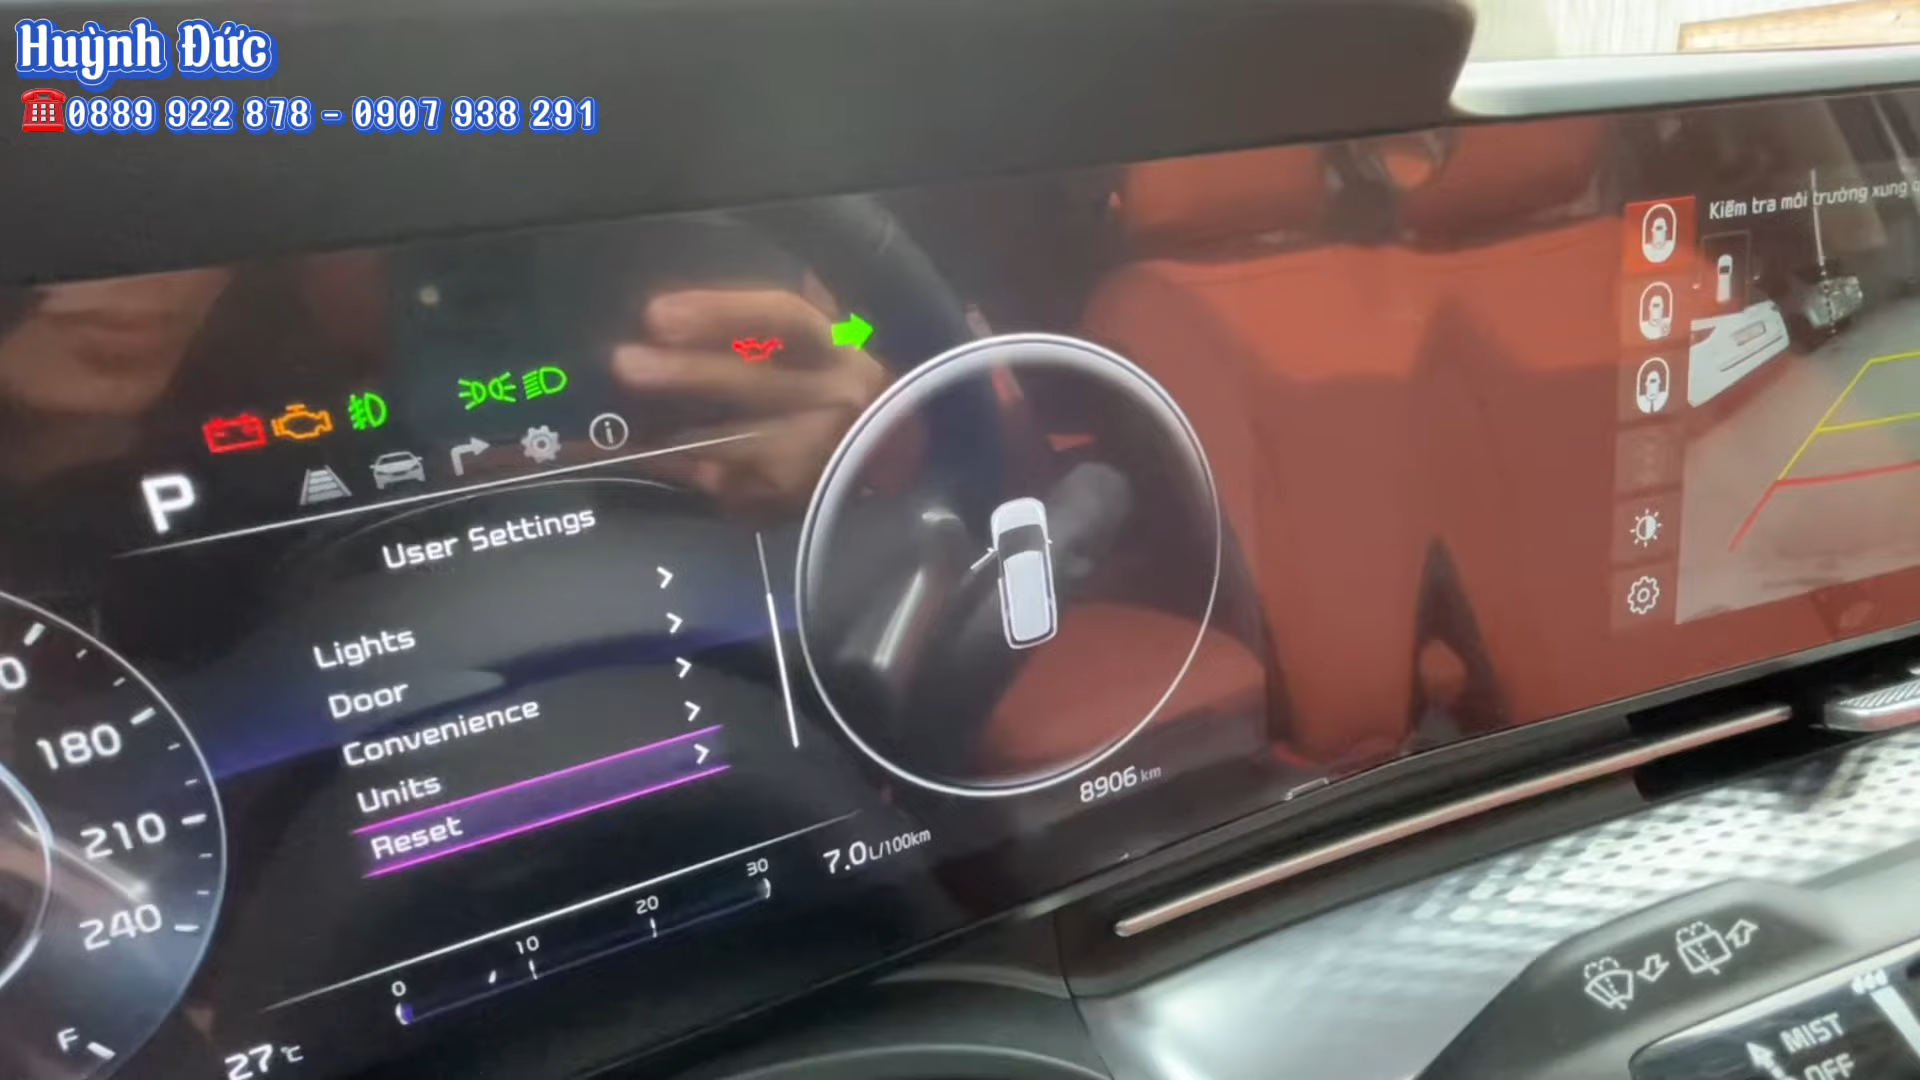 Huỳnh Đức
0889 922 878 - 0907 938 291
Kiểm tra môi trường xung
P
User Settings
Lights
Door
Convenience
Units
Reset
180
210
240
F
27°C
0 10 20 30
7.0 L/100km
8906 km
MIST
OFF